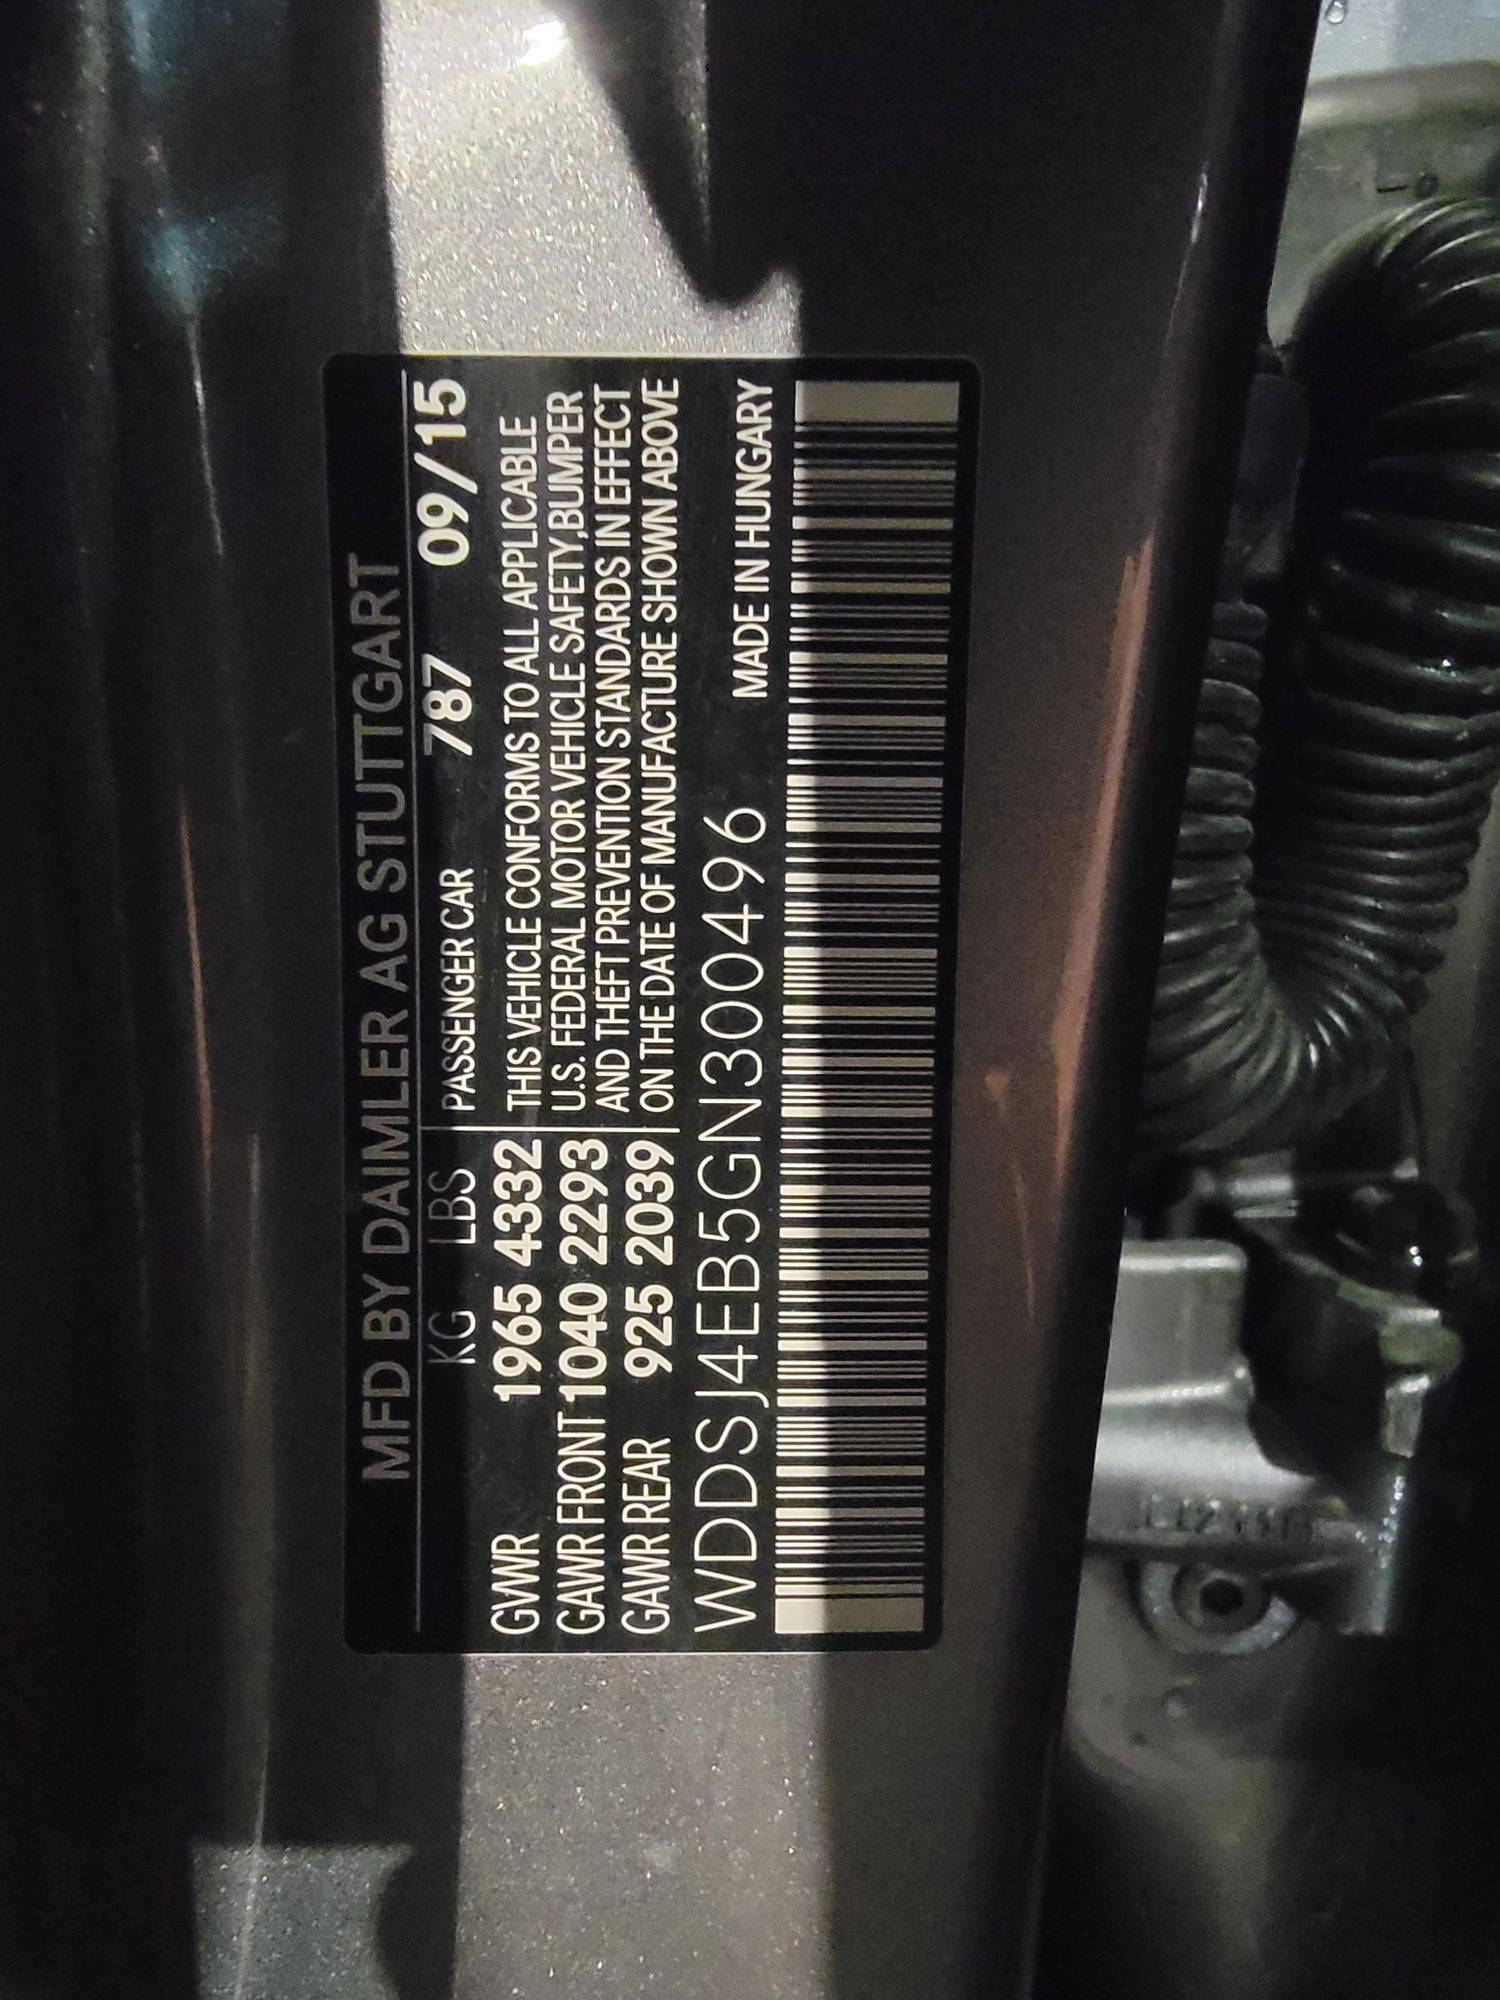 MFD BY DAIMLER AG STUTTGART
KG LBS PASSENGER CAR 787 09/15
GVWR 1965 4332
GAWR FRONT 1040 2293
GAWR REAR 925 2039
THIS VEHICLE CONFORMS TO ALL APPLICABLE
U.S. FEDERAL MOTOR VEHICLE SAFETY,BUMPER
AND THEFT PREVENTION STANDARDS IN EFFECT
ON THE DATE OF MANUFACTURE SHOWN ABOVE
WDDSJ4EB5GN300496 MADE IN HUNGARY